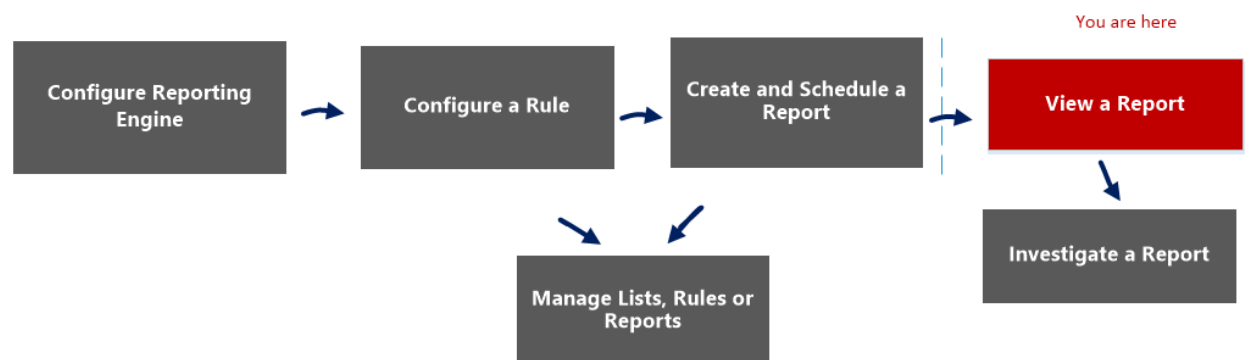 You are here
Configure Reporting
Engine
Configure a Rule
Create and Schedule a
Report
View a Report
Manage Lists, Rules or
Reports
Investigate a Report